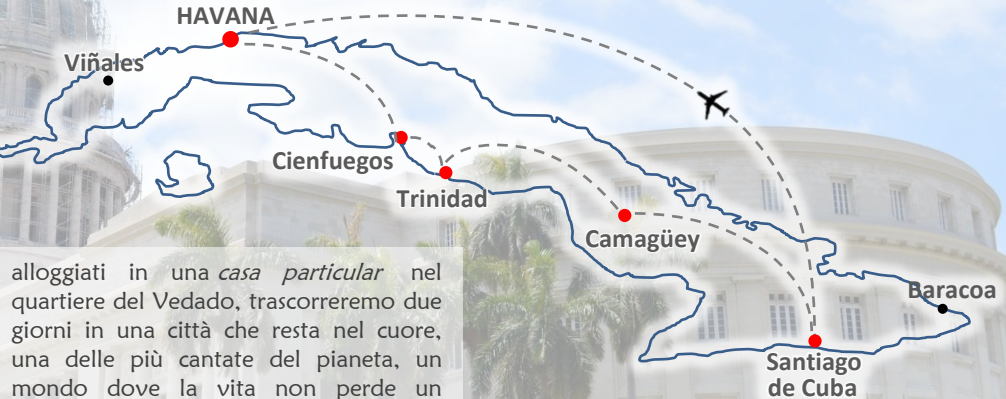 HAVANA
Viñales
Cienfuegos
Trinidad
Camagüey
Baracoa
Santiago
de Cuba
alloggiati in una casa particular nel
quartiere del Vedado, trascorreremo due
giorni in una città che resta nel cuore,
una delle più cantate del pianeta, un
mondo dove la vita non perde un